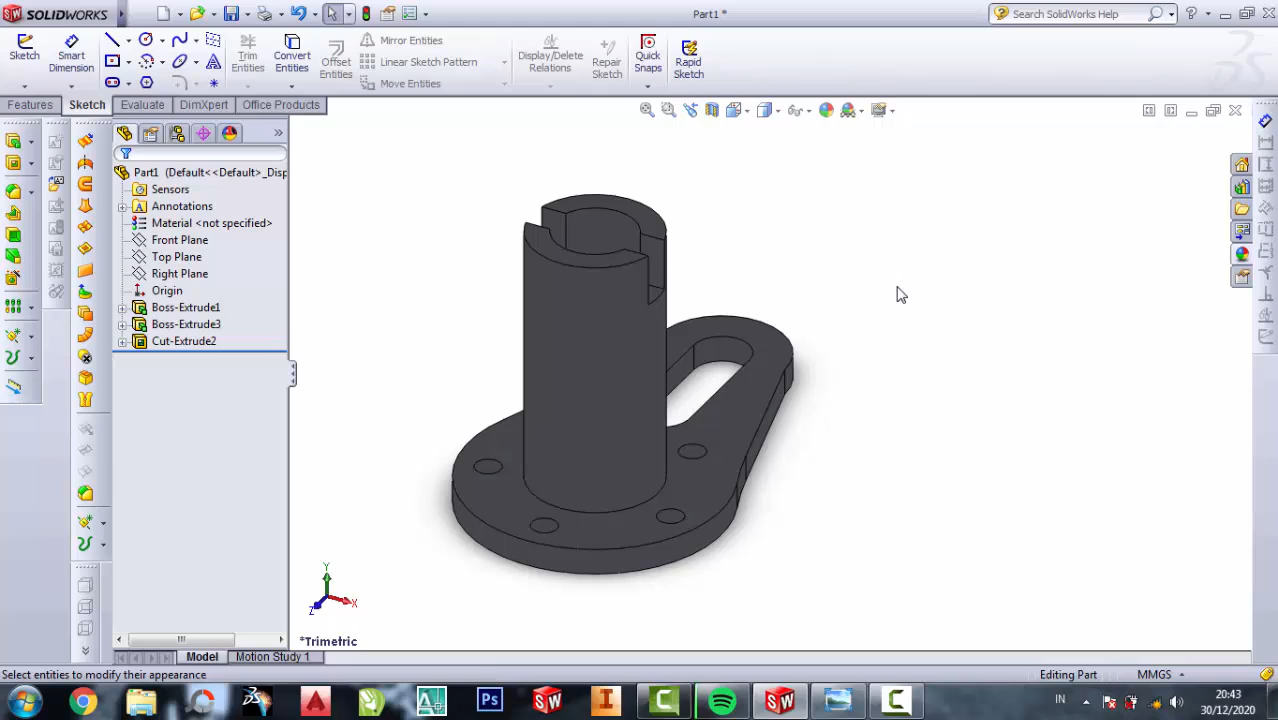 SOLIDWORKS
Part1 *
Search SolidWorks Help
Sketch
Smart Dimension
Trim Entities
Convert Entities
Offset Entities
Mirror Entities
Linear Sketch Pattern
Move Entities
Display/Delete Relations
Repair Sketch
Quick Snaps
Rapid Sketch
Features
Sketch
Evaluate
DimXpert
Office Products
Part1 (Default<<Default>_Disp
Sensors
Annotations
Material <not specified>
Front Plane
Top Plane
Right Plane
Origin
Boss-Extrude1
Boss-Extrude3
Cut-Extrude2
Y
X
Z
*Trimetric
Model
Motion Study 1
Select entities to modify their appearance
Editing Part
MMGS
IN
20:43
30/12/2020